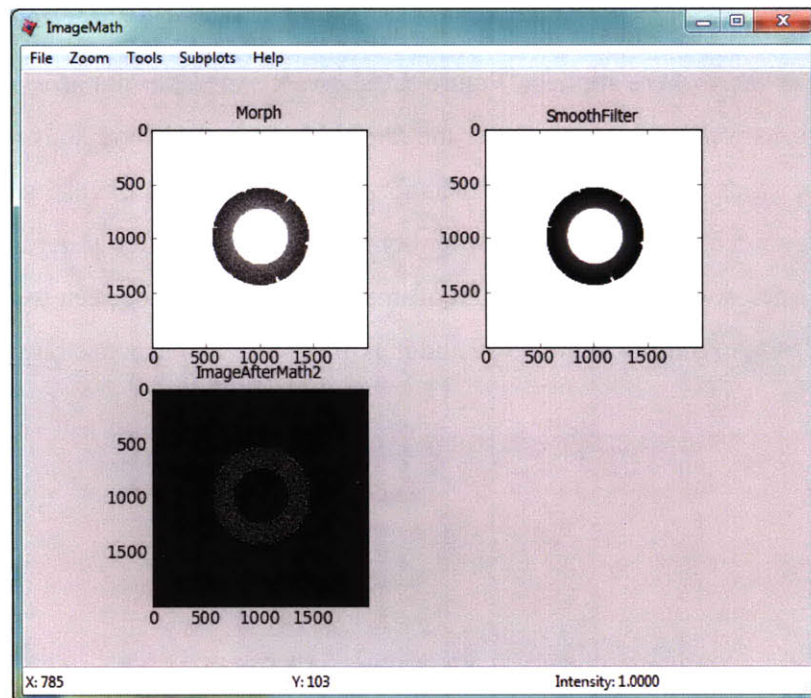 ImageMath
File Zoom Tools Subplots Help
Morph
0
500
1000
1500
0 500 1000 1500
SmoothFilter
0
500
1000
1500
0 500 1000 1500
ImageAfterMath2
0
500
1000
1500
0 500 1000 1500
X: 785 Y: 103 Intensity: 1.0000